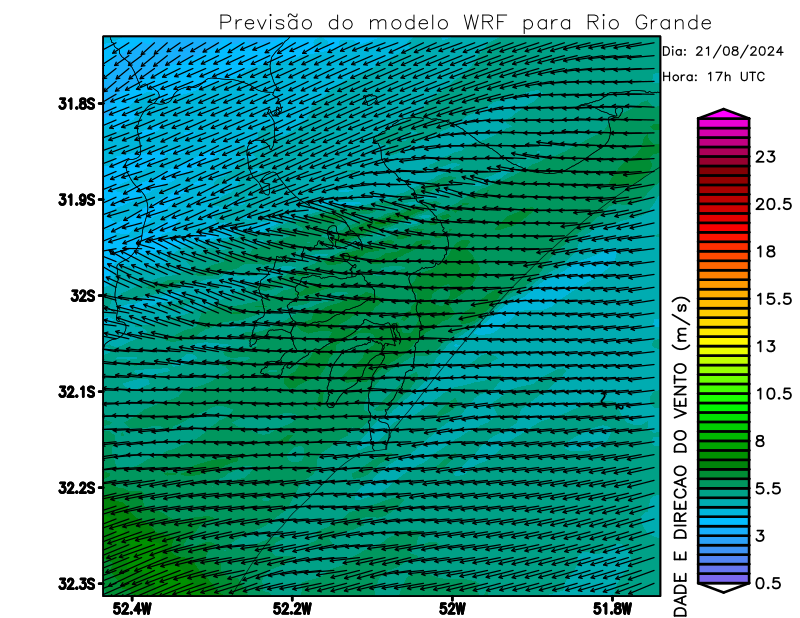 Previsão do modelo WRF para Rio Grande
Dia: 21/08/2024
Hora: 17h UTC
31.8S
31.9S
32S
32.1S
32.2S
32.3S
52.4W
52.2W
52W
51.8W
23
20.5
18
15.5
13
10.5
8
5.5
3
0.5
DADE E DIRECAO DO VENTO (m/s)